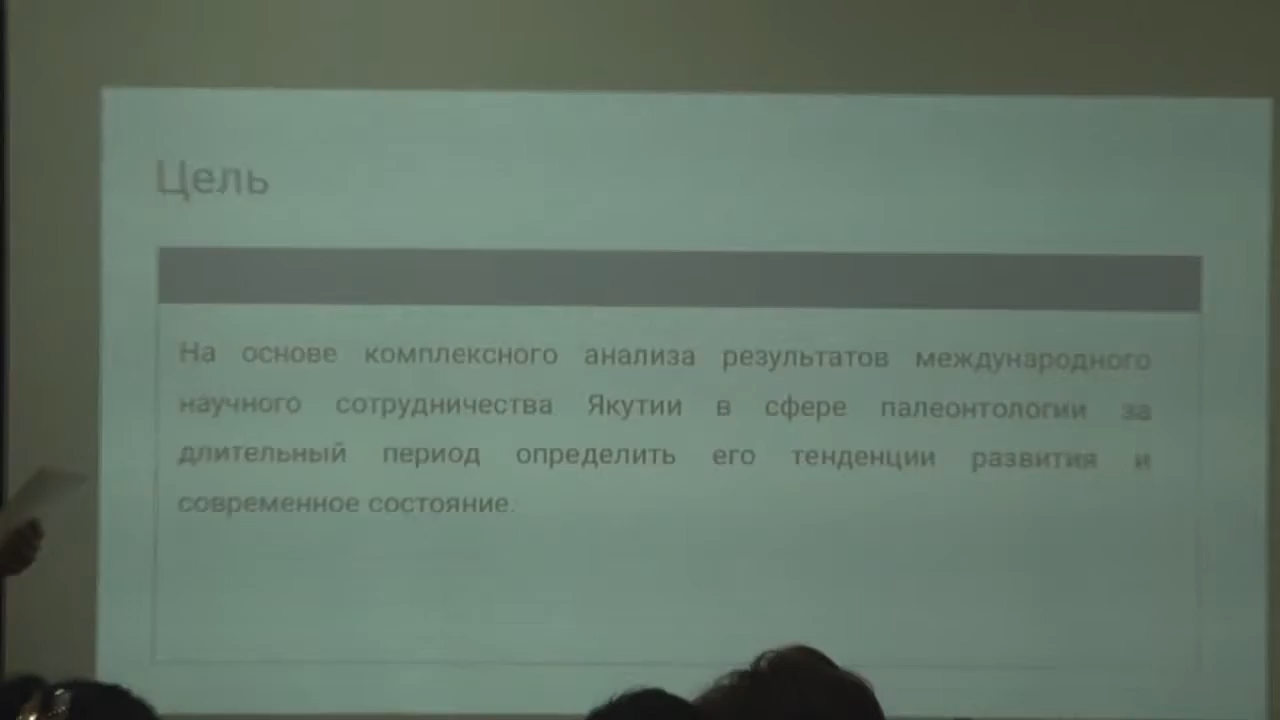 Цель
На основе комплексного анализа результатов международного
научного сотрудничества Якутии в сфере палеонтологии за
длительный период определить его тенденции развития и
современное состояние.